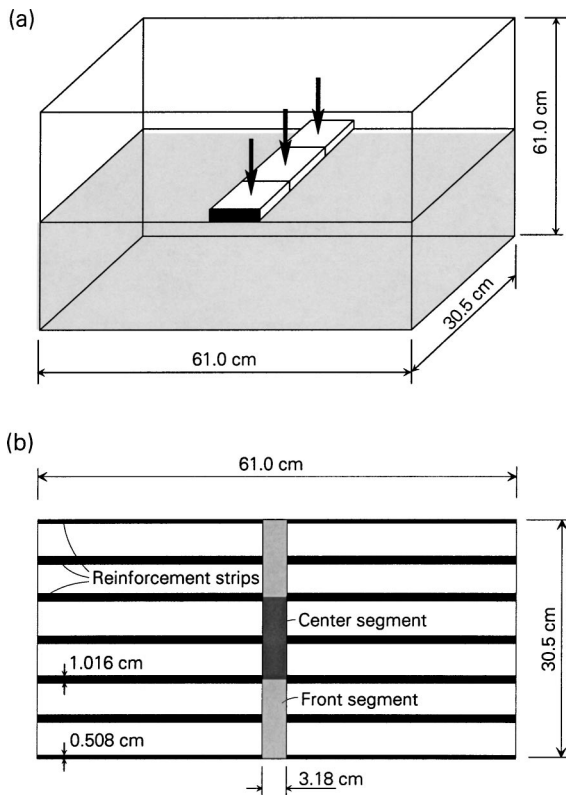 (a)
61.0 cm
30.5 cm
61.0 cm
(b)
61.0 cm
Reinforcement strips
Center segment
30.5 cm
1.016 cm
Front segment
0.508 cm
3.18 cm